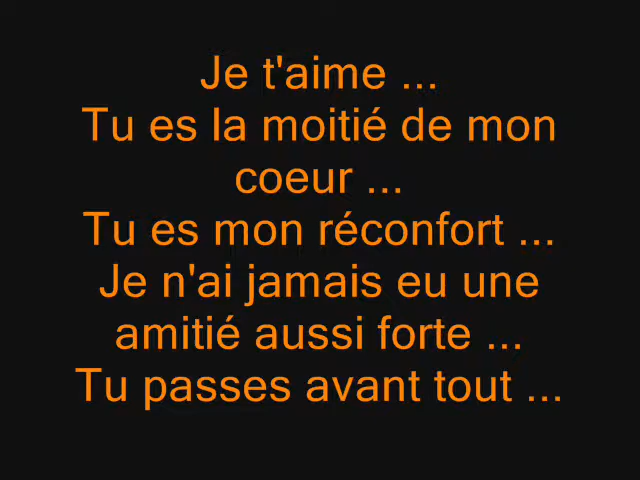 Je t'aime ...
Tu es la moitié de mon
coeur ...
Tu es mon réconfort ...
Je n'ai jamais eu une
amitié aussi forte ...
Tu passes avant tout ...